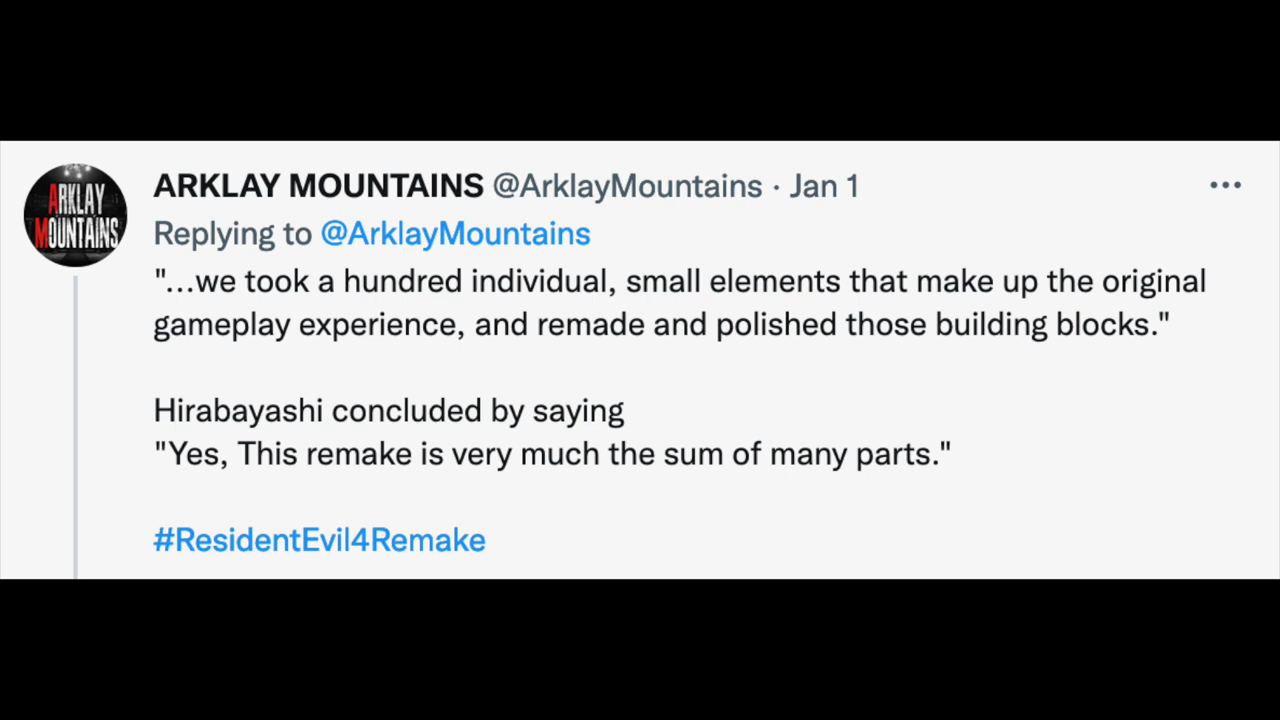 ARKLAY MOUNTAINS
ARKLAY MOUNTAINS @ArklayMountains · Jan 1
Replying to @ArklayMountains
"...we took a hundred individual, small elements that make up the original
gameplay experience, and remade and polished those building blocks."
Hirabayashi concluded by saying
"Yes, This remake is very much the sum of many parts."
#ResidentEvil4Remake